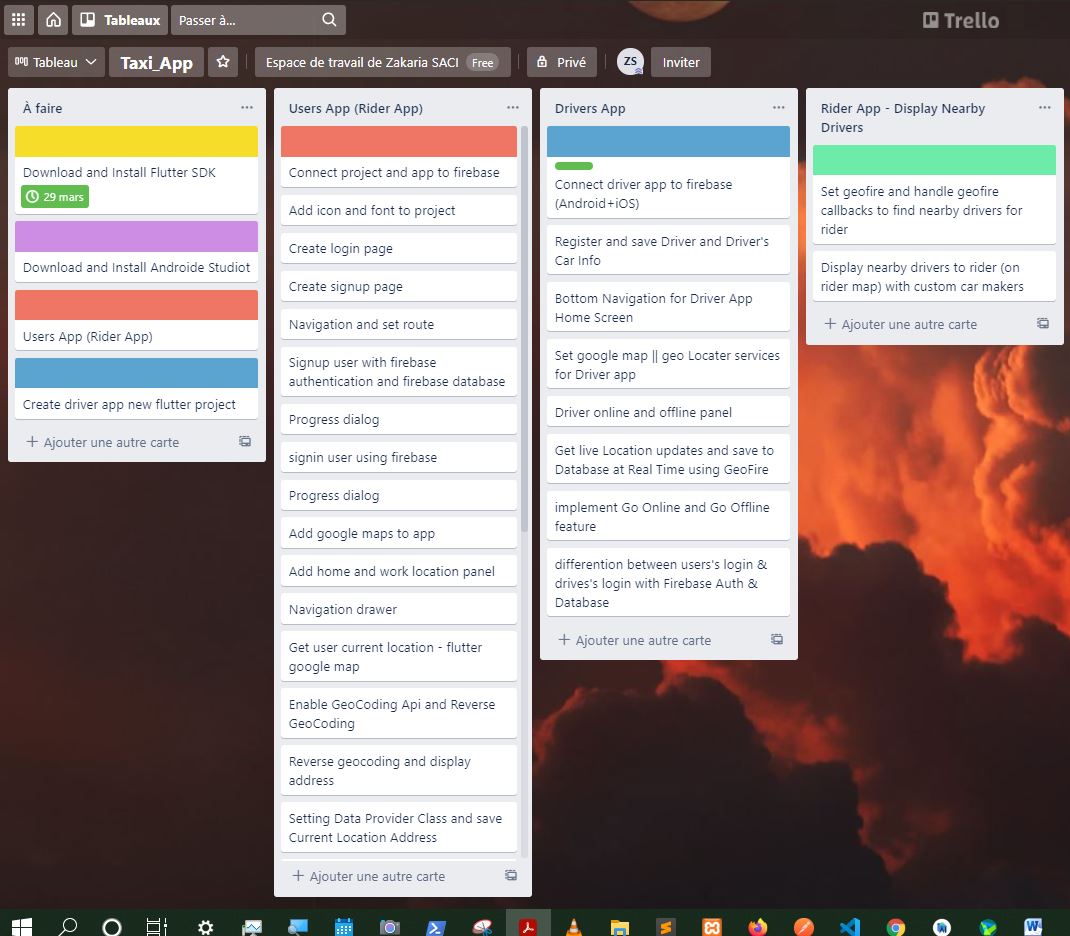 Tableaux
Passer à...
Trello
Tableau
Taxi_App
Espace de travail de Zakaria SACI
Free
Privé
ZS
Inviter
À faire
Download and Install Flutter SDK
29 mars
Download and Install Androide Studiot
Users App (Rider App)
Create driver app new flutter project
Ajouter une autre carte
Users App (Rider App)
Connect project and app to firebase
Add icon and font to project
Create login page
Create signup page
Navigation and set route
Signup user with firebase
authentication and firebase database
Progress dialog
signin user using firebase
Progress dialog
Add google maps to app
Add home and work location panel
Navigation drawer
Get user current location - flutter
google map
Enable GeoCoding Api and Reverse
GeoCoding
Reverse geocoding and display
address
Setting Data Provider Class and save
Current Location Address
Ajouter une autre carte
Drivers App
Connect driver app to firebase
(Android+iOS)
Register and save Driver and Driver's
Car Info
Bottom Navigation for Driver App
Home Screen
Set google map || geo Locater services
for Driver app
Driver online and offline panel
Get live Location updates and save to
Database at Real Time using GeoFire
implement Go Online and Go Offline
feature
differention between users's login &
drives's login with Firebase Auth &
Database
Ajouter une autre carte
Rider App - Display Nearby
Drivers
Set geofire and handle geofire
callbacks to find nearby drivers for
rider
Display nearby drivers to rider (on
rider map) with custom car makers
Ajouter une autre carte